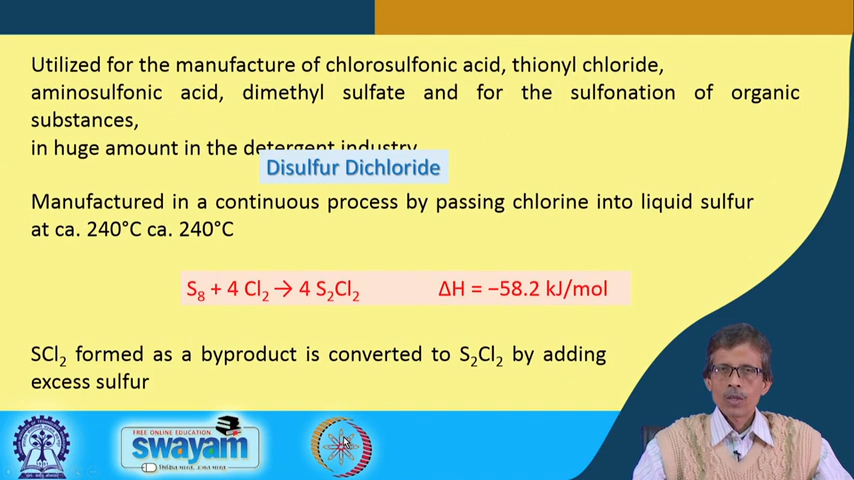 Utilized for the manufacture of chlorosulfonic acid, thionyl chloride,
aminosulfonic acid, dimethyl sulfate and for the sulfonation of organic
substances,
in huge amount in the detergent industry
Disulfur Dichloride
Manufactured in a continuous process by passing chlorine into liquid sulfur
at ca. 240°C ca. 240°C
S₈ + 4 Cl₂ → 4 S₂Cl₂ ΔH = −58.2 kJ/mol
SCl₂ formed as a byproduct is converted to S₂Cl₂ by adding
excess sulfur
FREE ONLINE EDUCATION
swayam